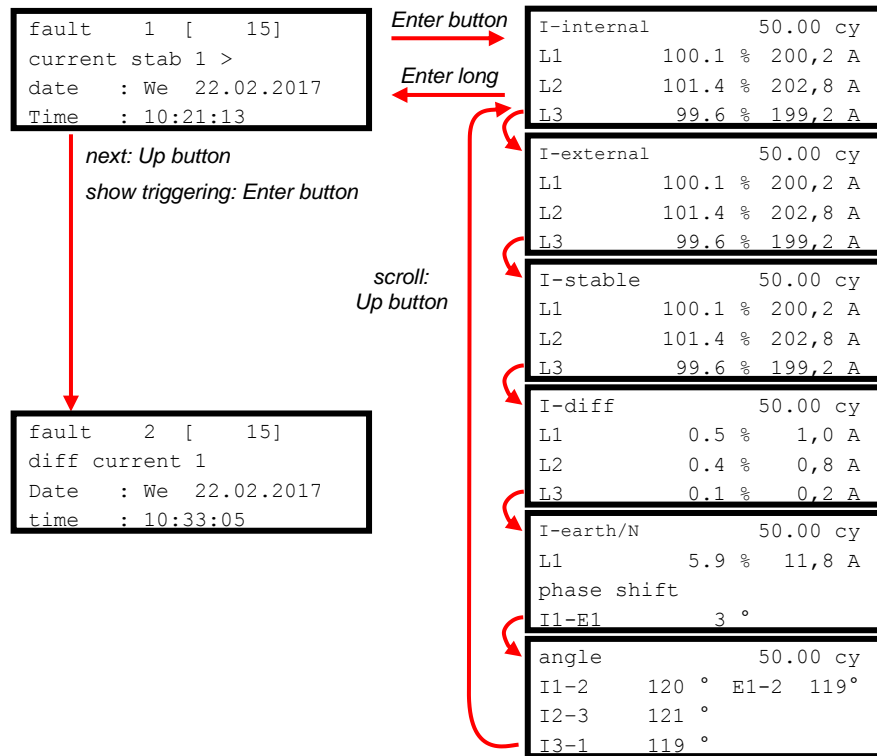 fault 1 [ 15]
current stab 1 >
date : We 22.02.2017
Time : 10:21:13
Enter button
Enter long
next: Up button
show triggering: Enter button
scroll:
Up button
fault 2 [ 15]
diff current 1
Date : We 22.02.2017
time : 10:33:05
I-internal 50.00 cy
L1 100.1 % 200,2 A
L2 101.4 % 202,8 A
L3 99.6 % 199,2 A
I-external 50.00 cy
L1 100.1 % 200,2 A
L2 101.4 % 202,8 A
L3 99.6 % 199,2 A
I-stable 50.00 cy
L1 100.1 % 200,2 A
L2 101.4 % 202,8 A
L3 99.6 % 199,2 A
I-diff 50.00 cy
L1 0.5 % 1,0 A
L2 0.4 % 0,8 A
L3 0.1 % 0,2 A
I-earth/N 50.00 cy
L1 5.9 % 11,8 A
phase shift
I1-E1 3 °
angle 50.00 cy
I1-2 120 ° E1-2 119°
I2-3 121 °
I3-1 119 °